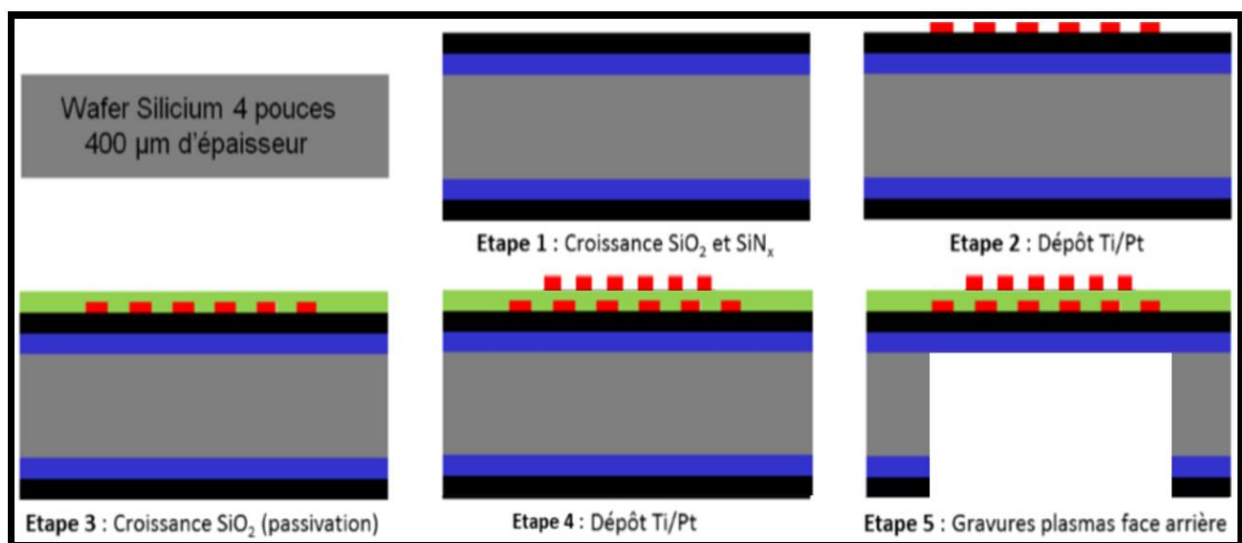 Wafer Silicium 4 pouces
400 µm d'épaisseur
Etape 1 : Croissance SiO₂ et SiNₓ
Etape 2 : Dépôt Ti/Pt
Etape 3 : Croissance SiO₂ (passivation)
Etape 4 : Dépôt Ti/Pt
Etape 5 : Gravures plasmas face arrière